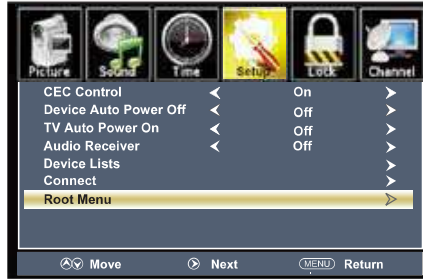 Picture Sound Time Setup Lock Channel
CEC Control On
Device Auto Power Off Off
TV Auto Power On Off
Audio Receiver Off
Device Lists
Connect
Root Menu
Move Next MENU Return